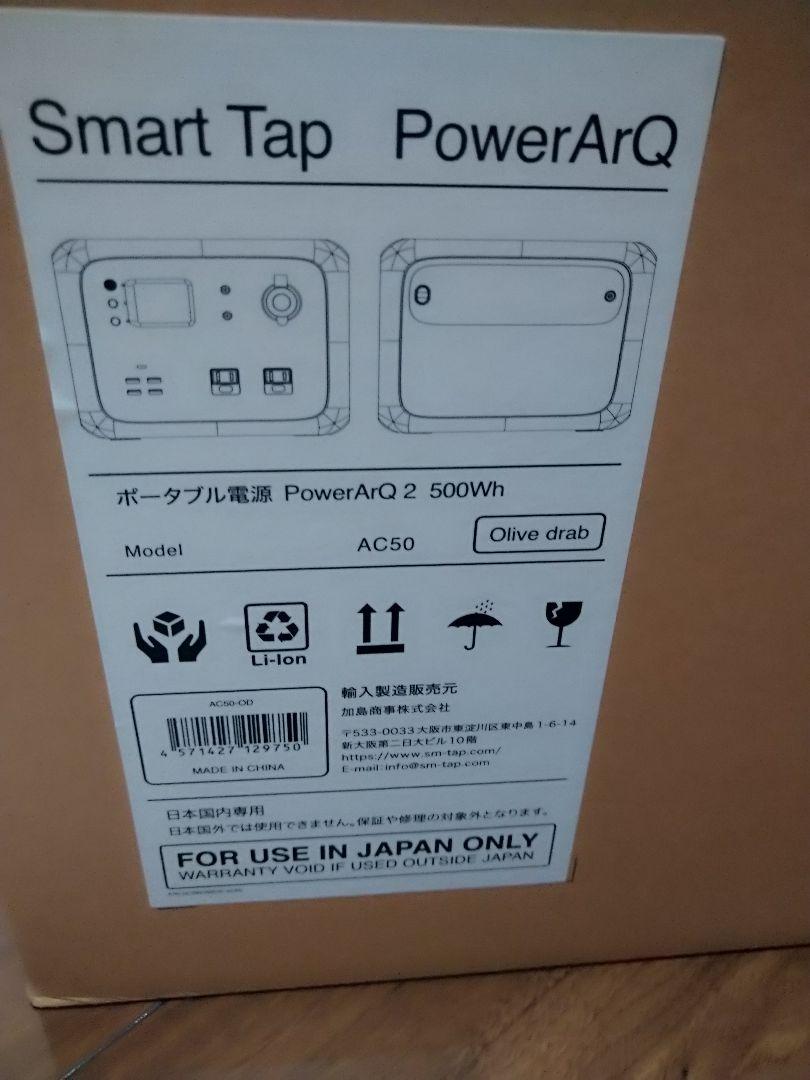 Smart Tap PowerArQ
ポータブル電源 PowerArQ 2 500Wh
Model AC50 Olive drab
Li-Ion
AC50-OD
4 571427 129750
MADE IN CHINA
輸入製造販売元
加島商事株式会社
〒533-0033 大阪市東淀川区東中島 1-6-14
新大阪第二日大ビル 10 階
https://www.sm-tap.com/
E-mail:info@sm-tap.com
日本国内専用
日本国外では使用できません。保証や修理の対象外となります。
FOR USE IN JAPAN ONLY
WARRANTY VOID IF USED OUTSIDE JAPAN